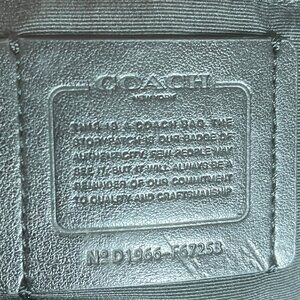 COACH
NEW YORK
THIS IS A COACH BAG. THE
STORYPATCH IS OUR BADGE OF
AUTHENTICITY. FEW PEOPLE MAY
SEE IT, BUT IT WILL ALWAYS BE A
REMINDER OF OUR COMMITMENT
TO QUALITY AND CRAFTSMANSHIP
Nº D1966-F67253